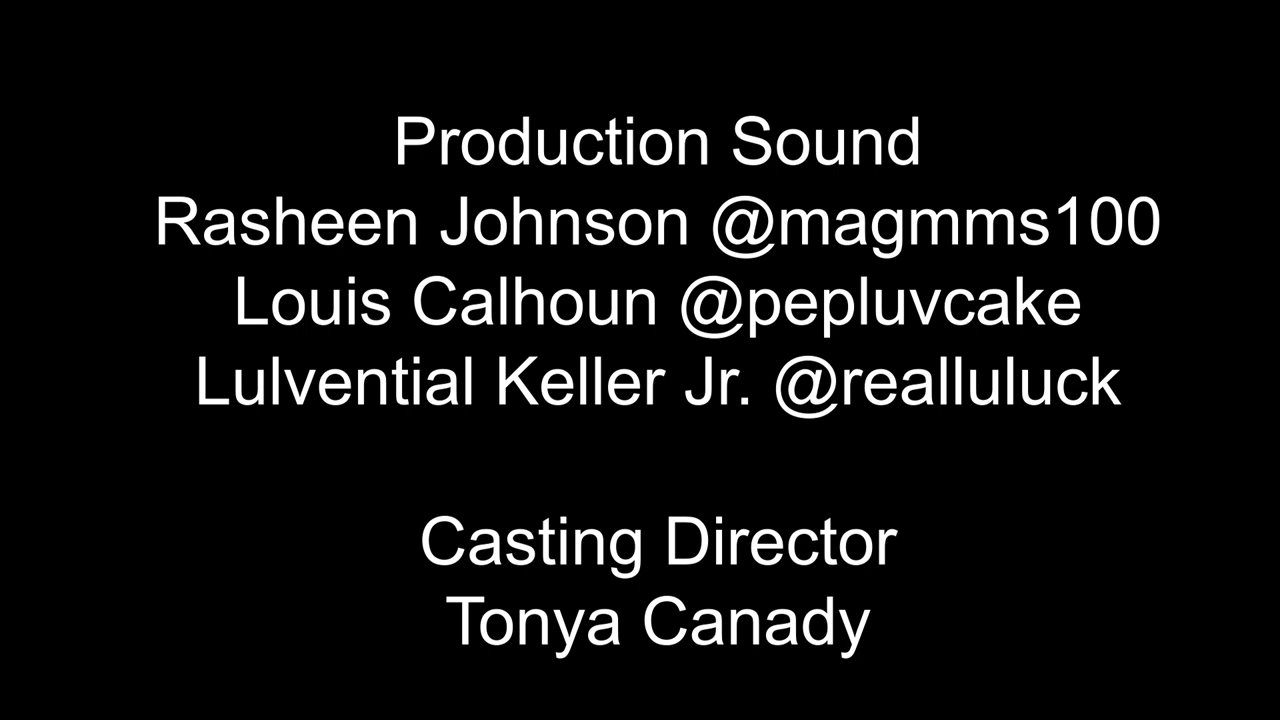 Production Sound
Rasheen Johnson @magmms100
Louis Calhoun @pepluvcake
Lulvential Keller Jr. @realluluck
Casting Director
Tonya Canady